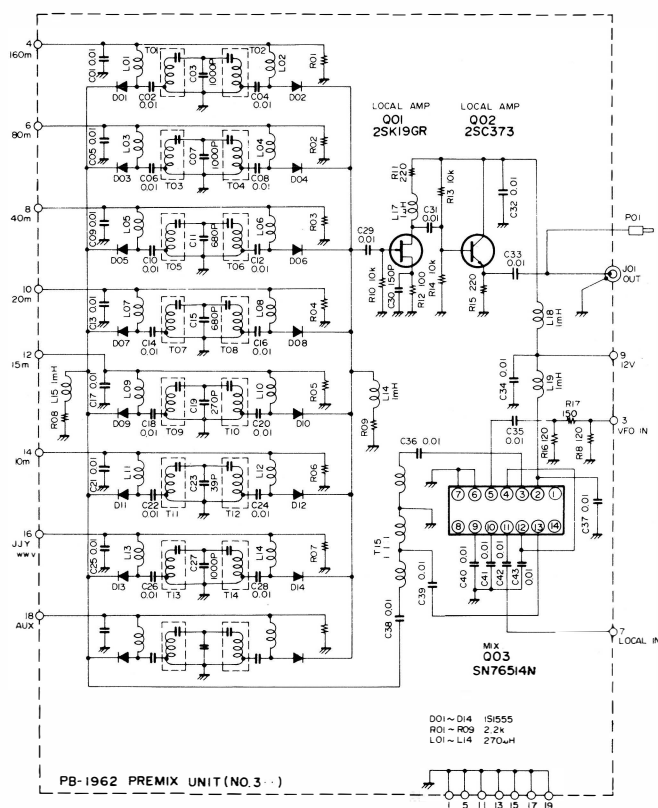 4
160m
C01 0.01
L01
T01
C03
1000P
T02
L02
R01
D01
C02
0.01
C04
0.01
D02
6
80m
C05 0.01
L03
C07
1000P
L04
R02
D03
C06
0.01
T03
T04
C08
0.01
D04
8
40m
C09 0.01
L05
C11
680P
L06
R03
D05
C10
0.01
T05
T06
C12
0.01
D06
10
20m
C13 0.01
L07
C15
680P
L08
R04
D07
C14
0.01
T07
T08
C16
0.01
D08
12
15m
L15 1mH
R08
C17 0.01
L09
C19
270P
L10
R05
D09
C18
0.01
T09
T10
C20
0.01
D10
L14
1mH
R09
14
10m
C21 0.01
L11
C23
39P
L12
R06
D11
C22
0.01
T11
T12
C24
0.01
D12
16
JJY
WWV
C25 0.01
L13
C27
1000P
L14
R07
D13
C26
0.01
T13
T14
C28
0.01
D14
18
AUX
LOCAL AMP
Q01
2SK19GR
LOCAL AMP
Q02
2SC373
R11
220
R13 10k
C32 0.01
L17
1μH
C31
0.01
C29
0.01
R10 10k
C30 150P
R12 100
R14 10k
R15 220
C33
0.01
P01
J01
OUT
L18
1mH
9
12V
C34 0.01
L19
1mH
R17
150
3
VFO IN
C35
0.01
R16 120
R18 120
C36 0.01
7 6 5 4 3 2 1
8 9 10 11 12 13 14
C37 0.01
T15
C40 0.01
C41 0.01
C42 0.01
C43
0.01
C39 0.01
C38 0.01
7
LOCAL IN
MIX
Q03
SN76514N
D01~D14 1S1555
R01~R09 2.2k
L01~L14 270μH
PB-1962 PREMIX UNIT (NO.3··)
1 5 11 13 15 17 19